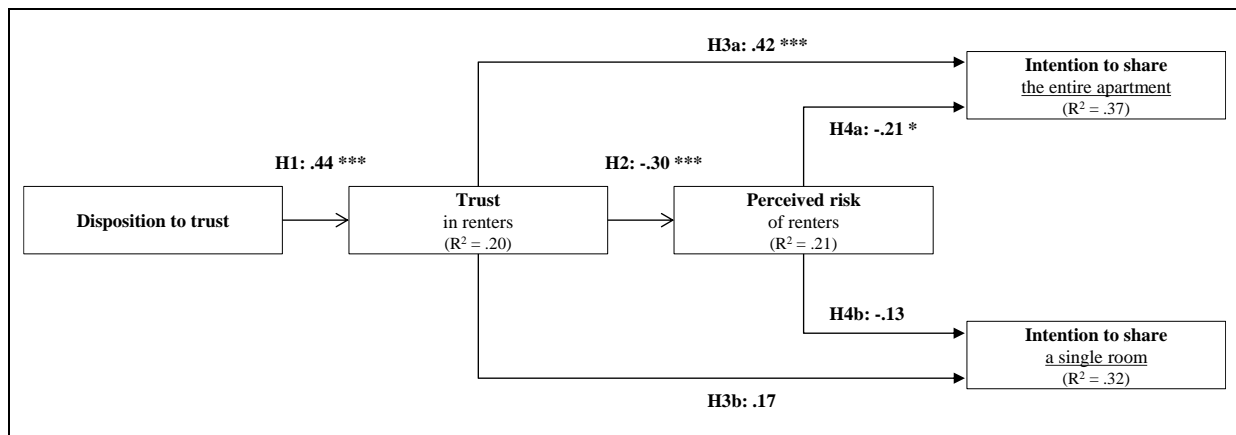 H3a: .42 ***
Intention to share
the entire apartment
(R² = .37)
H4a: -.21 *
H1: .44 ***
H2: -.30 ***
Disposition to trust
Trust
in renters
(R² = .20)
Perceived risk
of renters
(R² = .21)
H4b: -.13
Intention to share
a single room
(R² = .32)
H3b: .17